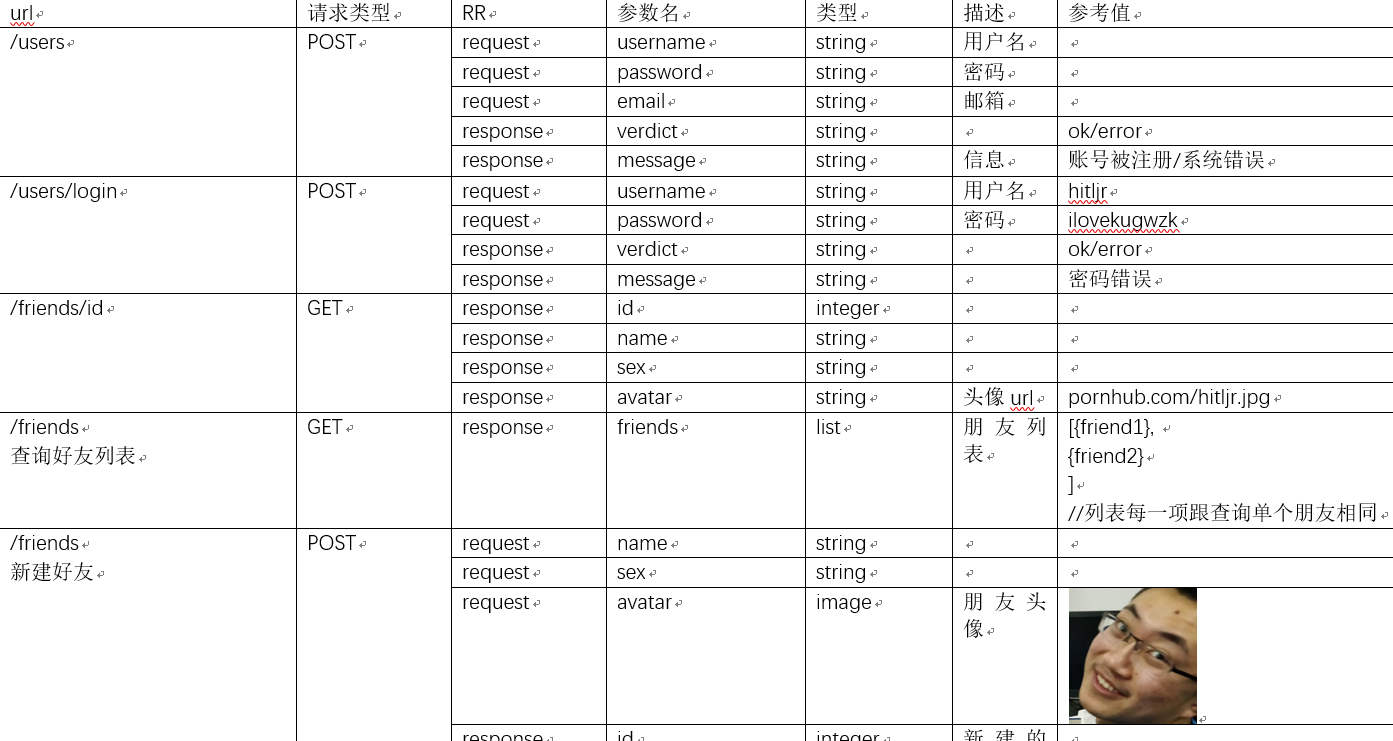 url 请求类型 RR 参数名 类型 描述 参考值
/users POST request username string 用户名
request password string 密码
request email string 邮箱
response verdict string ok/error
response message string 信息 账号被注册/系统错误
/users/login POST request username string 用户名 hitljr
request password string 密码 ilovekugwzk
response verdict string ok/error
response message string 密码错误
/friends/id GET response id integer
response name string
response sex string
response avatar string 头像 url pornhub.com/hitljr.jpg
/friends GET response friends list 朋友列 [{friend1},
查询好友列表 表 {friend2}
]
//列表每一项跟查询单个朋友相同
/friends POST request name string
新建好友 request sex string
request avatar image 朋友头
像
response id integer 新建的